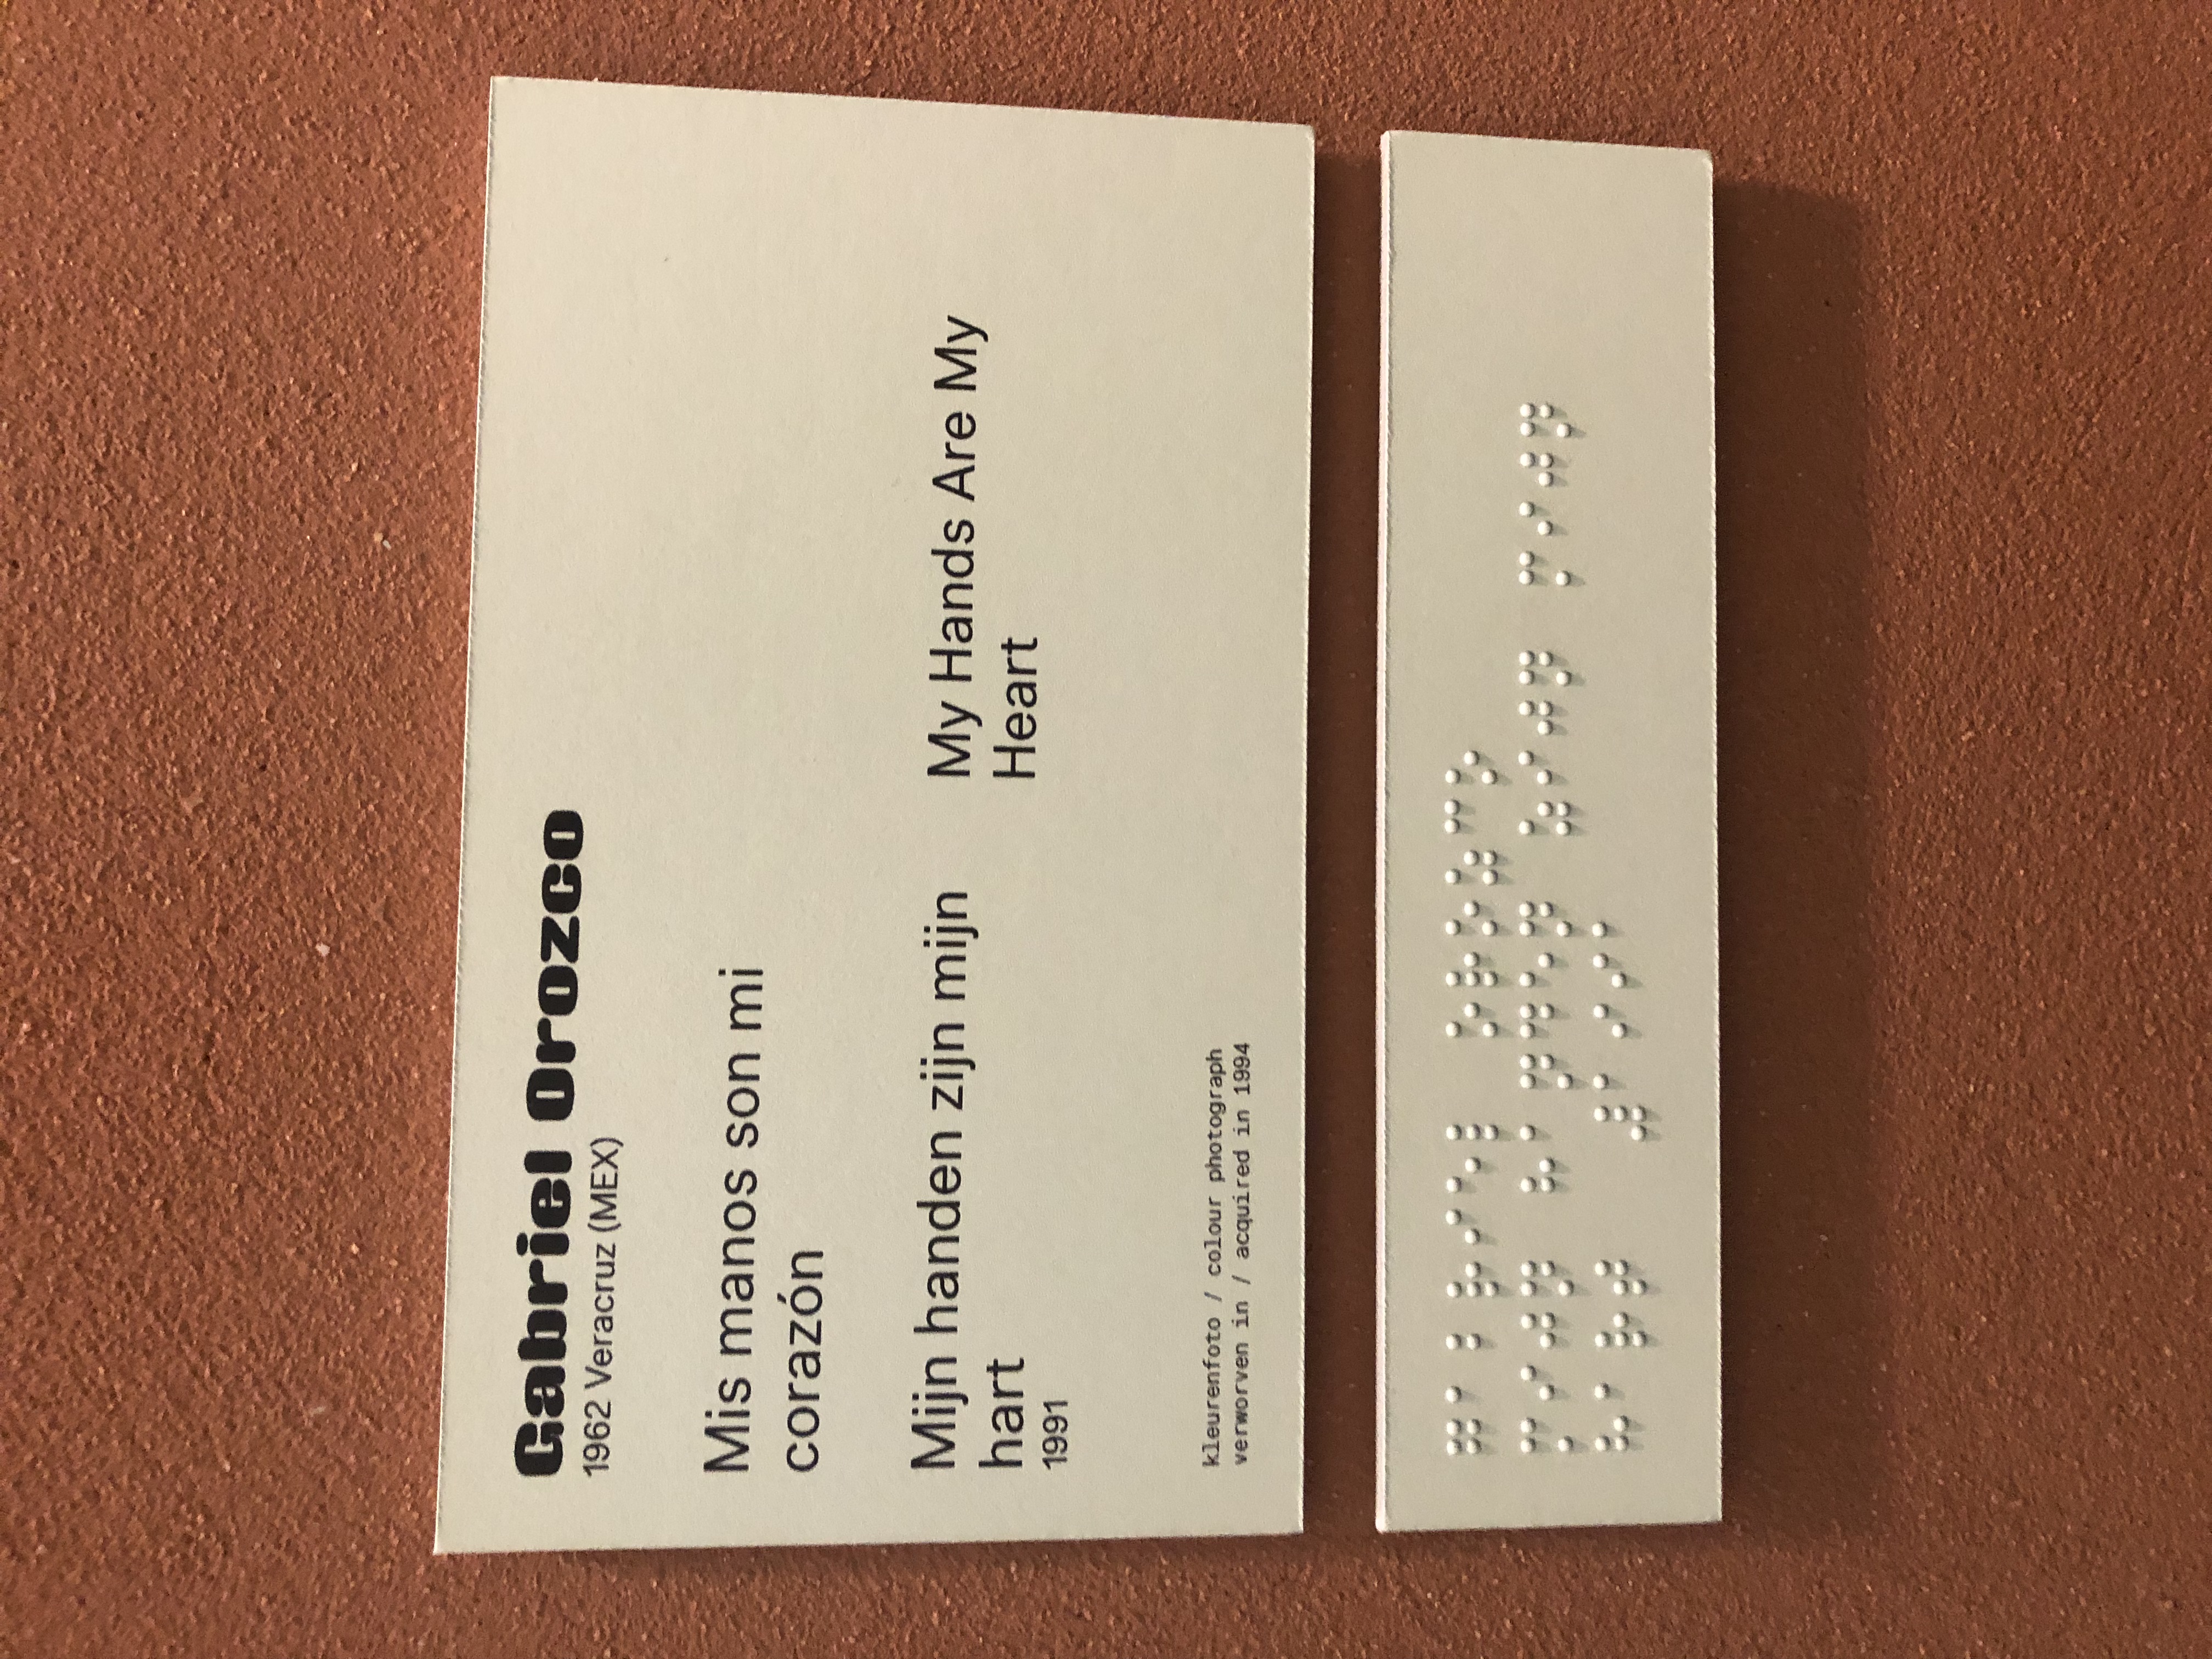 Gabriel Orozco
1962 Veracruz (MEX)
Mis manos son mi
corazón
Mijn handen zijn mijn
hart
1991
My Hands Are My
Heart
kleurenfoto / colour photograph
verworven in / acquired in 1994
⠛⠁⠃⠗⠊⠑⠇ ⠕⠗⠕⠵⠉⠕
⠍⠊⠚⠝ ⠓⠁⠝⠙⠑⠝ ⠵⠊⠚⠝ ⠍⠊⠚⠝
⠓⠁⠗⠞ ⠼⠁⠊⠊⠁